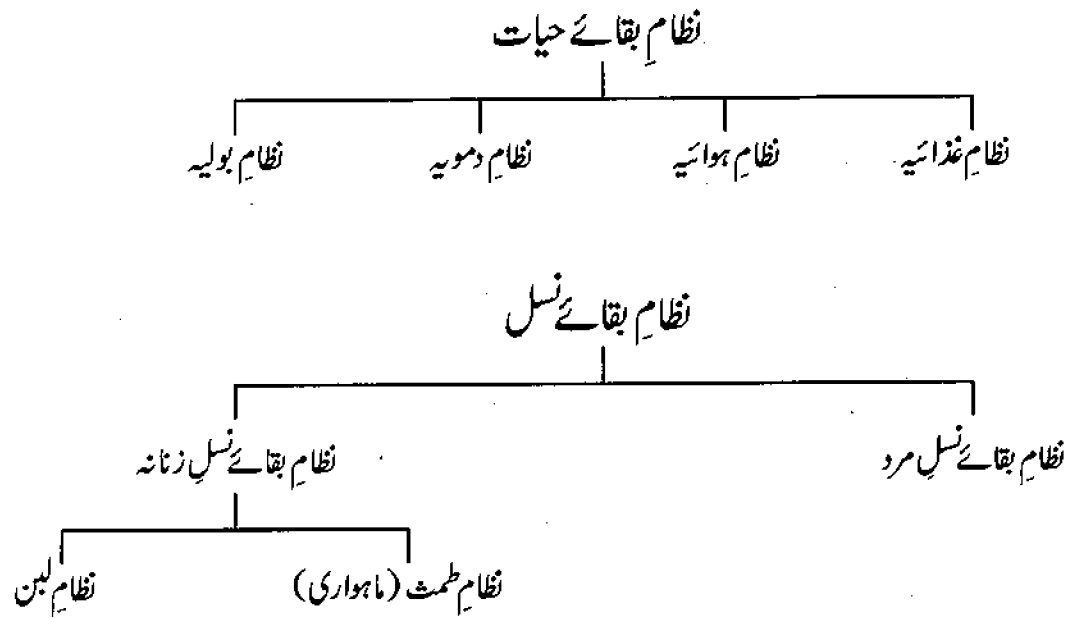 نظامِ بقائے حیات
نظامِ غذائیہ نظامِ ہوائیہ نظامِ دمویہ نظامِ بولیہ
نظامِ بقائے نسل
نظامِ بقائے نسلِ مرد نظامِ بقائے نسلِ زنانہ
نظامِ طمث (ماہواری) نظامِ لبن